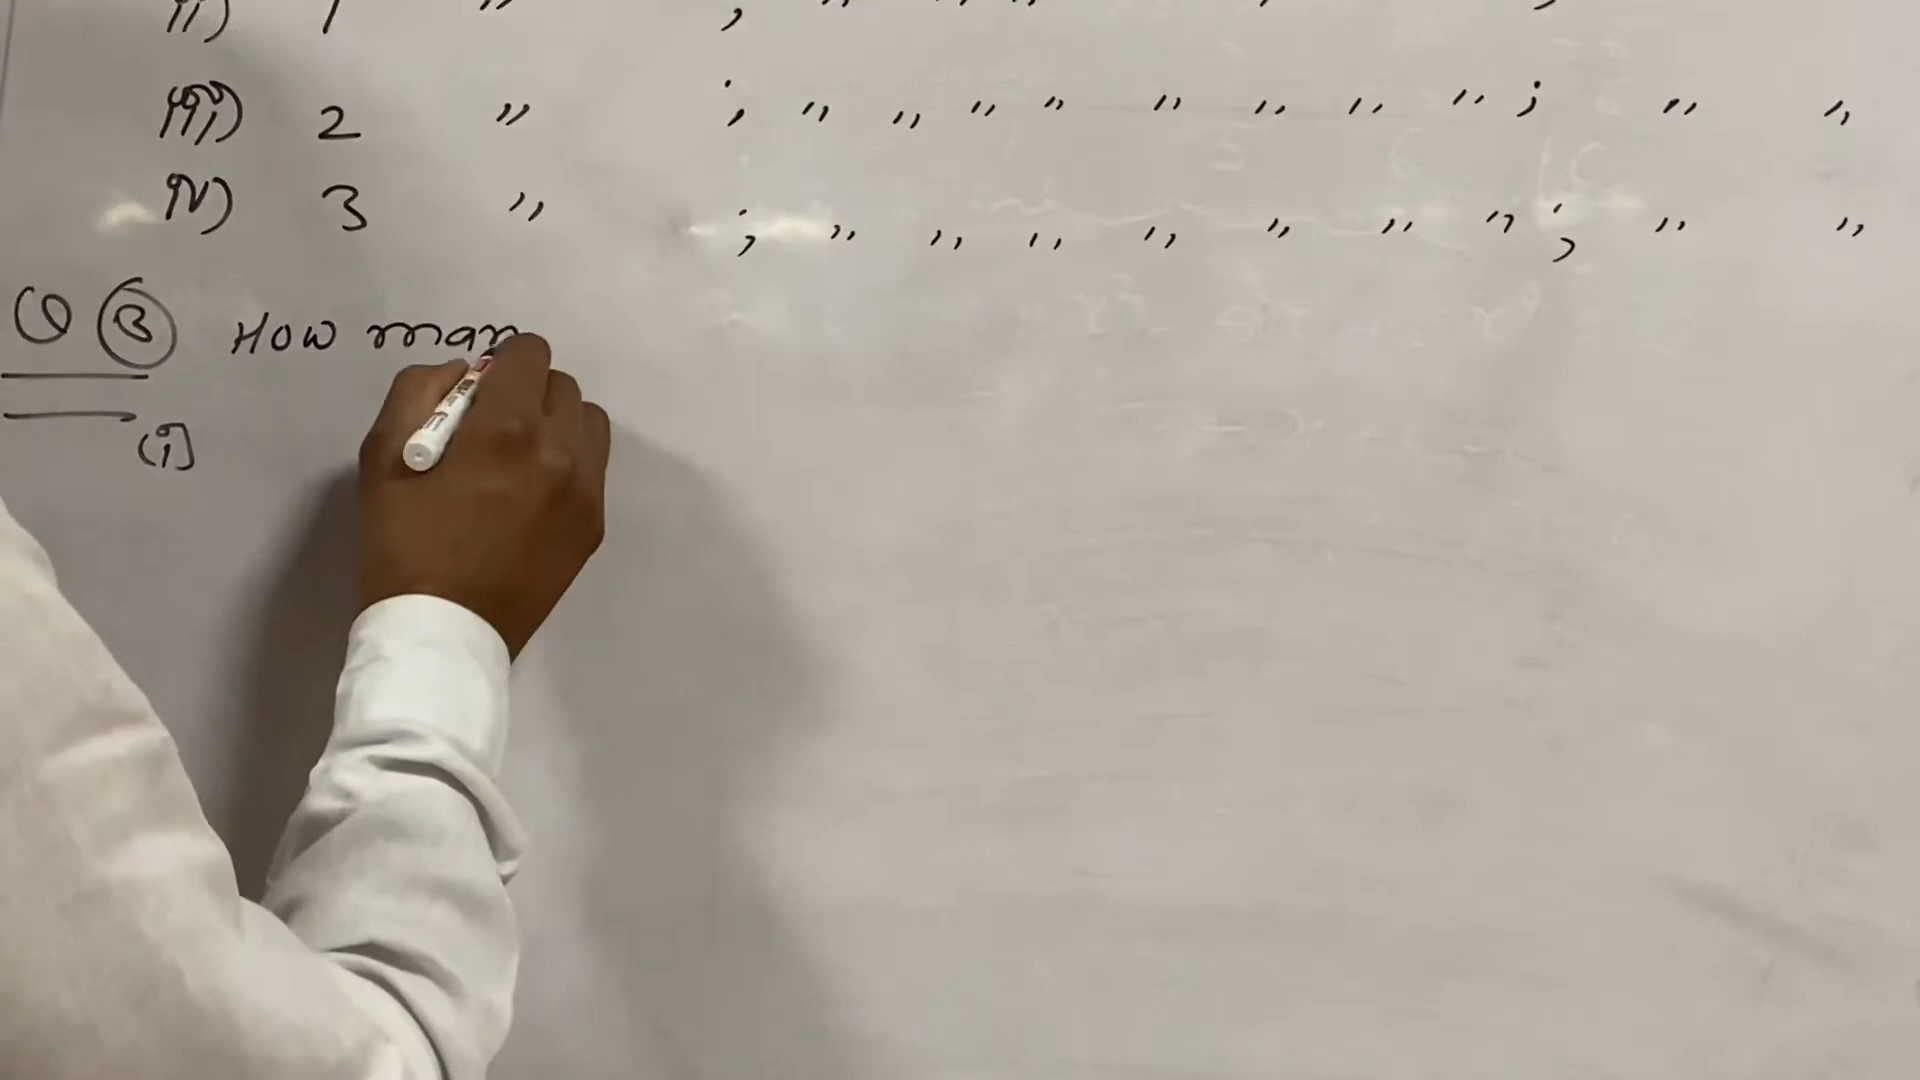 ii) 1 " ; " " "
iii) 2 " ; " " " " " " " " ; " "
iv) 3 " ; " " " " " " " ; " "
Q 3 How man
(i)